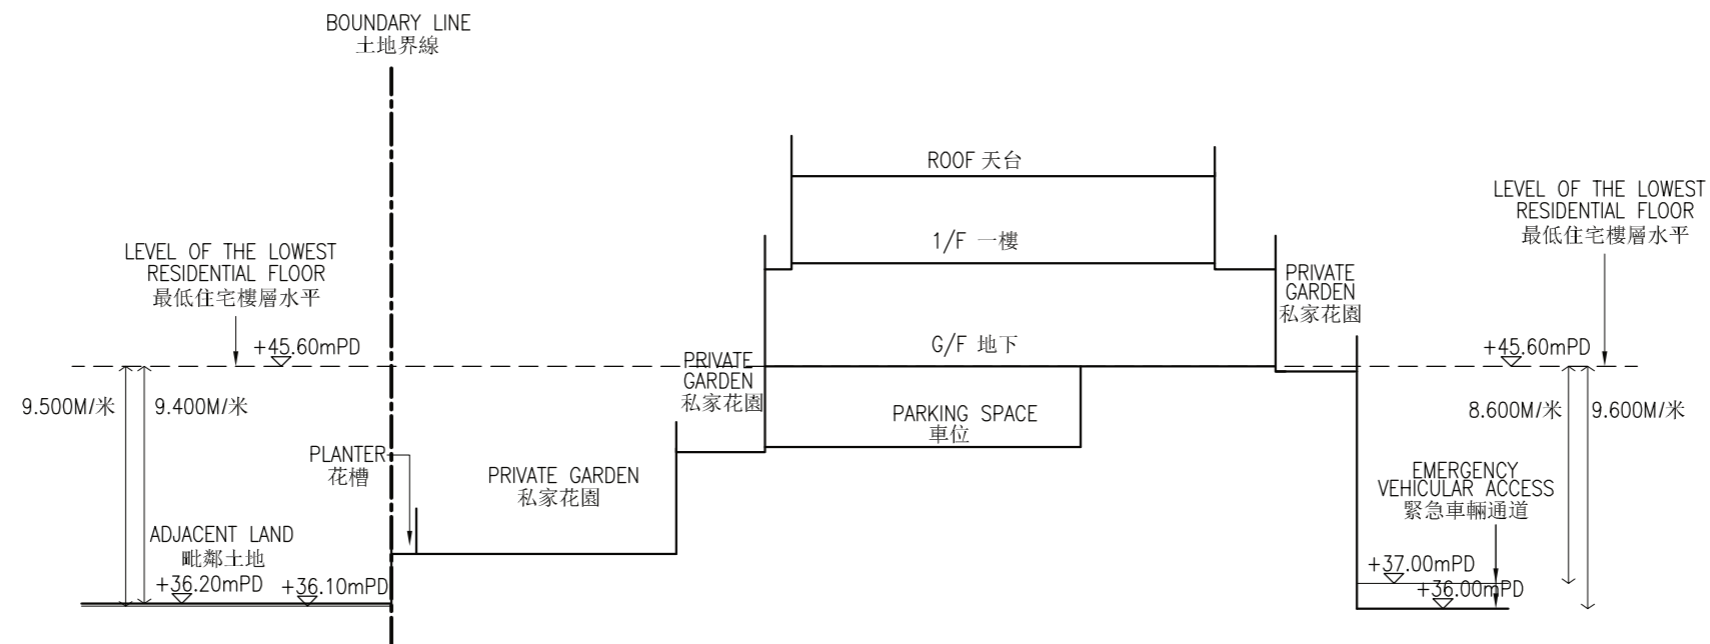 BOUNDARY LINE
土地界線
ROOF 天台
LEVEL OF THE LOWEST
RESIDENTIAL FLOOR
最低住宅樓層水平
1/F 一樓
LEVEL OF THE LOWEST
RESIDENTIAL FLOOR
最低住宅樓層水平
PRIVATE
GARDEN
私家花園
+45.60mPD
G/F 地下
+45.60mPD
PRIVATE
GARDEN
私家花園
9.500M/米
9.400M/米
PARKING SPACE
車位
8.600M/米
9.600M/米
PLANTER
花槽
PRIVATE GARDEN
私家花園
EMERGENCY
VEHICULAR ACCESS
緊急車輛通道
ADJACENT LAND
毗鄰土地
+36.20mPD
+36.10mPD
+37.00mPD
+36.00mPD